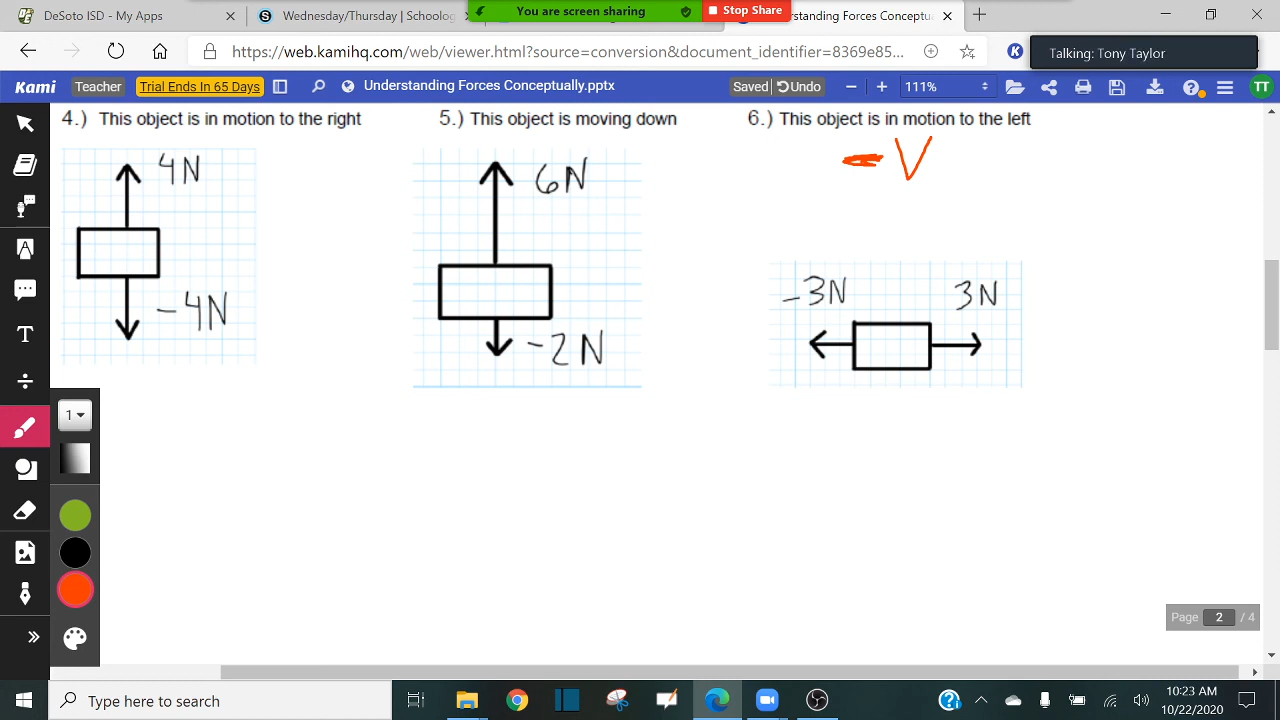 Desoto ISD - My Apps
Wednesday/Thursday | Schoolog
You are screen sharing
Stop Share
Understanding Forces Conceptu
https://web.kamihq.com/web/viewer.html?source=conversion&document_identifier=8369e85...
Talking: Tony Taylor
Kami Teacher Trial Ends In 65 Days Understanding Forces Conceptually.pptx Saved Undo 111% TT
4.) This object is in motion to the right
5.) This object is moving down
6.) This object is in motion to the left
V
4N
-4N
6N
-2N
-3N 3N
1
Page 2 / 4
Type here to search
10:23 AM
10/22/2020